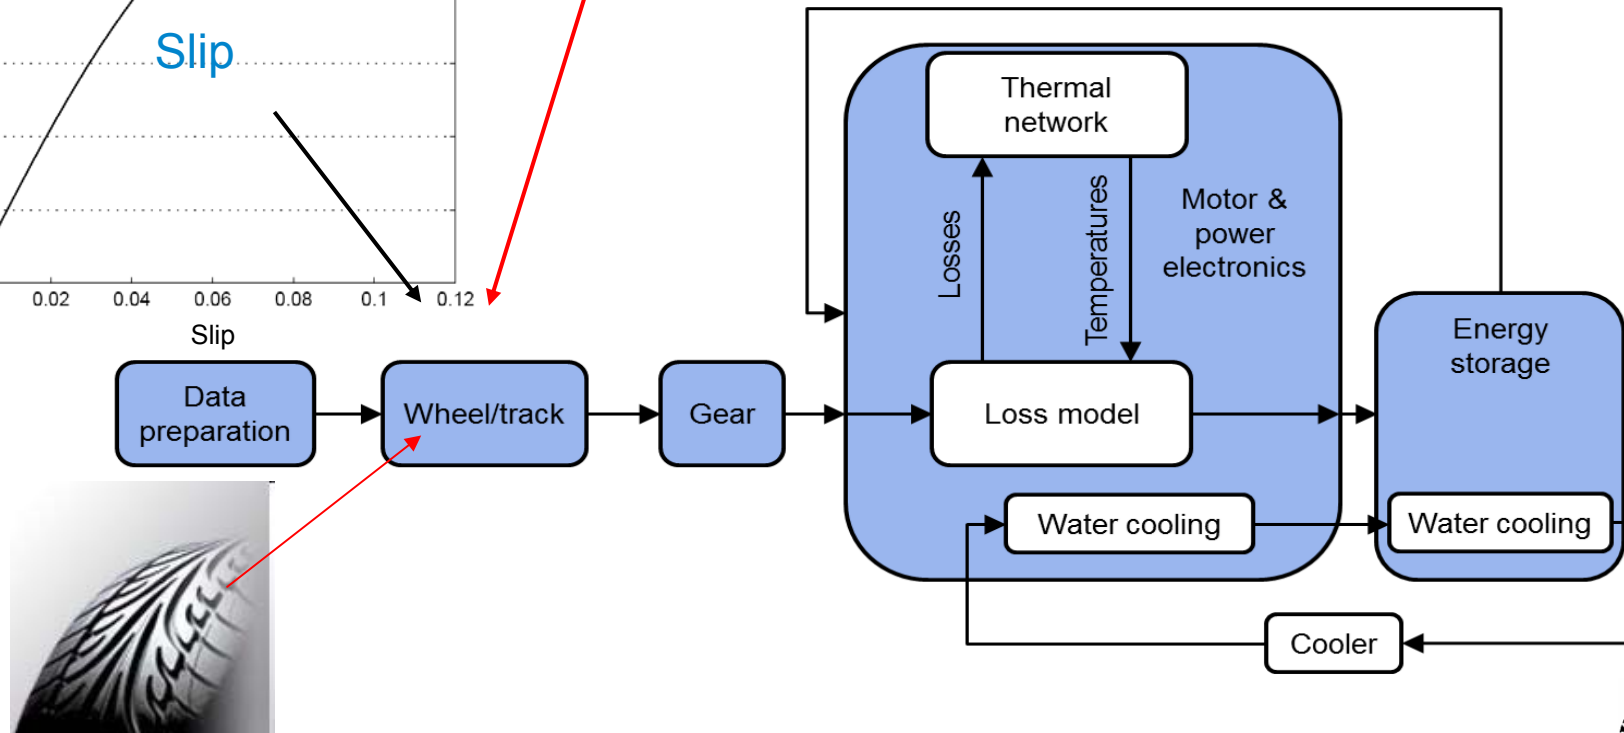 Slip
0.02 0.04 0.06 0.08 0.1 0.12
Slip
Data
preparation
Wheel/track
Gear
Thermal
network
Losses
Temperatures
Motor &
power
electronics
Loss model
Water cooling
Energy
storage
Water cooling
Cooler